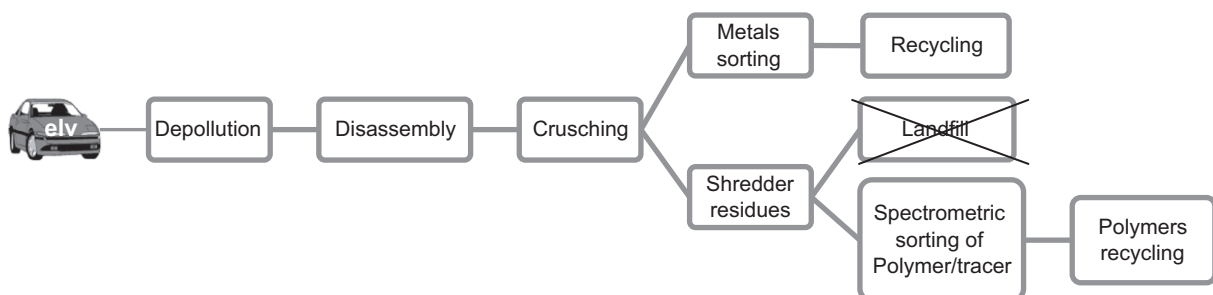 elv
Depollution
Disassembly
Crusching
Metals
sorting
Recycling
Shredder
residues
Landfill
Spectrometric
sorting of
Polymer/tracer
Polymers
recycling